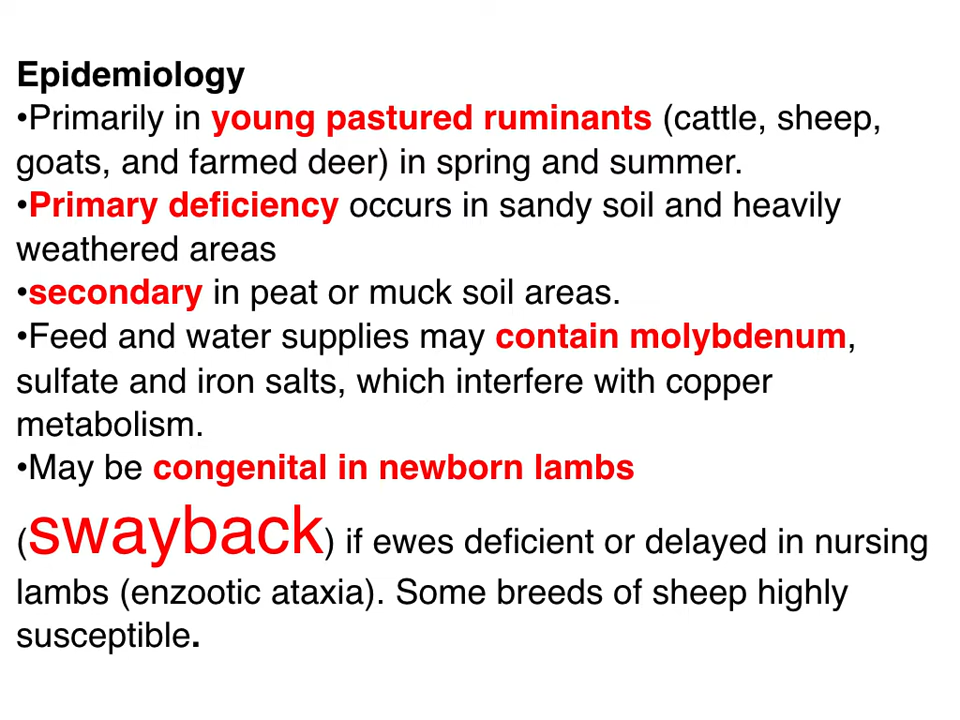 Epidemiology
•Primarily in young pastured ruminants (cattle, sheep,
goats, and farmed deer) in spring and summer.
•Primary deficiency occurs in sandy soil and heavily
weathered areas
•secondary in peat or muck soil areas.
•Feed and water supplies may contain molybdenum,
sulfate and iron salts, which interfere with copper
metabolism.
•May be congenital in newborn lambs
(swayback) if ewes deficient or delayed in nursing
lambs (enzootic ataxia). Some breeds of sheep highly
susceptible.